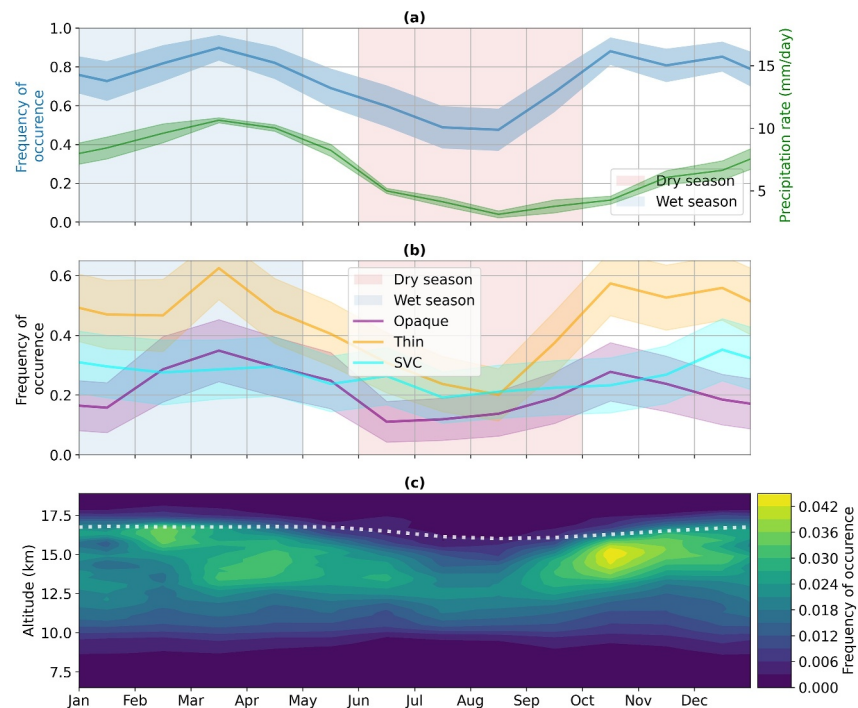 (a)
1.0
0.8
0.6
0.4
0.2
0.0
Frequency of
occurence
15
10
5
Precipitation rate (mm/day)
Dry season
Wet season
(b)
0.6
0.4
0.2
0.0
Frequency of
occurence
Dry season
Wet season
Opaque
Thin
SVC
(c)
17.5
15.0
12.5
10.0
7.5
Altitude (km)
Jan Feb Mar Apr May Jun Jul Aug Sep Oct Nov Dec
0.042
0.036
0.030
0.024
0.018
0.012
0.006
0.000
Frequency of occurence